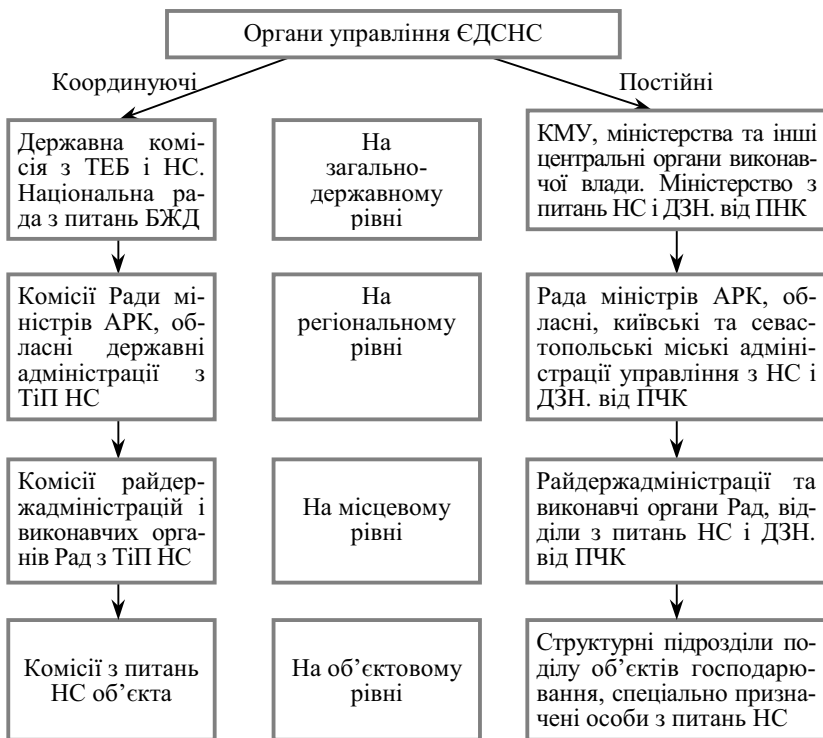 Органи управління ЄДСНС
Координуючі
Постійні
Державна комі-
сія з ТЕБ і НС.
Національна ра-
да з питань БЖД
На
загально-
державному
рівні
КМУ, міністерства та інші
центральні органи виконав-
чої влади. Міністерство з
питань НС і ДЗН. від ПНК
Комісії Ради мі-
ністрів АРК, об-
ласні державні
адміністрації з
ТіП НС
На
регіональному
рівні
Рада міністрів АРК, об-
ласні, київські та севас-
топольські міські адміні-
страції управління з НС і
ДЗН. від ПЧК
Комісії райдер-
жадміністрацій і
виконавчих орга-
нів Рад з ТіП НС
На місцевому
рівні
Райдержадміністрації та
виконавчі органи Рад, від-
діли з питань НС і ДЗН.
від ПЧК
Комісії з питань
НС об’єкта
На об’єктовому
рівні
Структурні підрозділи по-
ділу об’єктів господарю-
вання, спеціально призна-
чені особи з питань НС